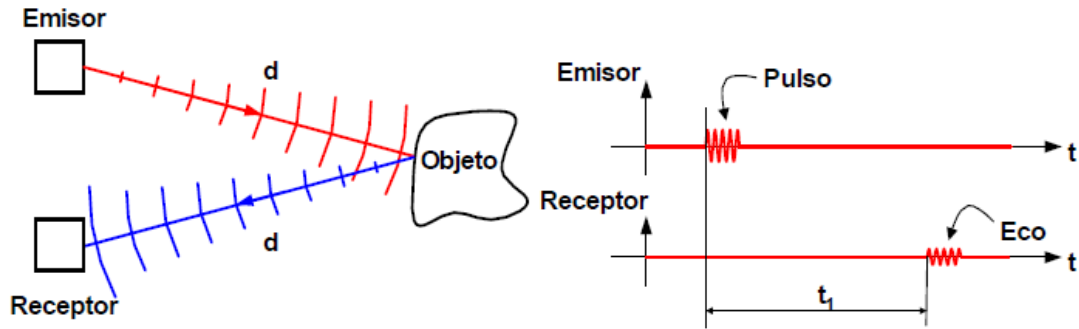 Emisor
d
Objeto
d
Receptor
Emisor
Pulso
t
Receptor
Eco
t
t₁